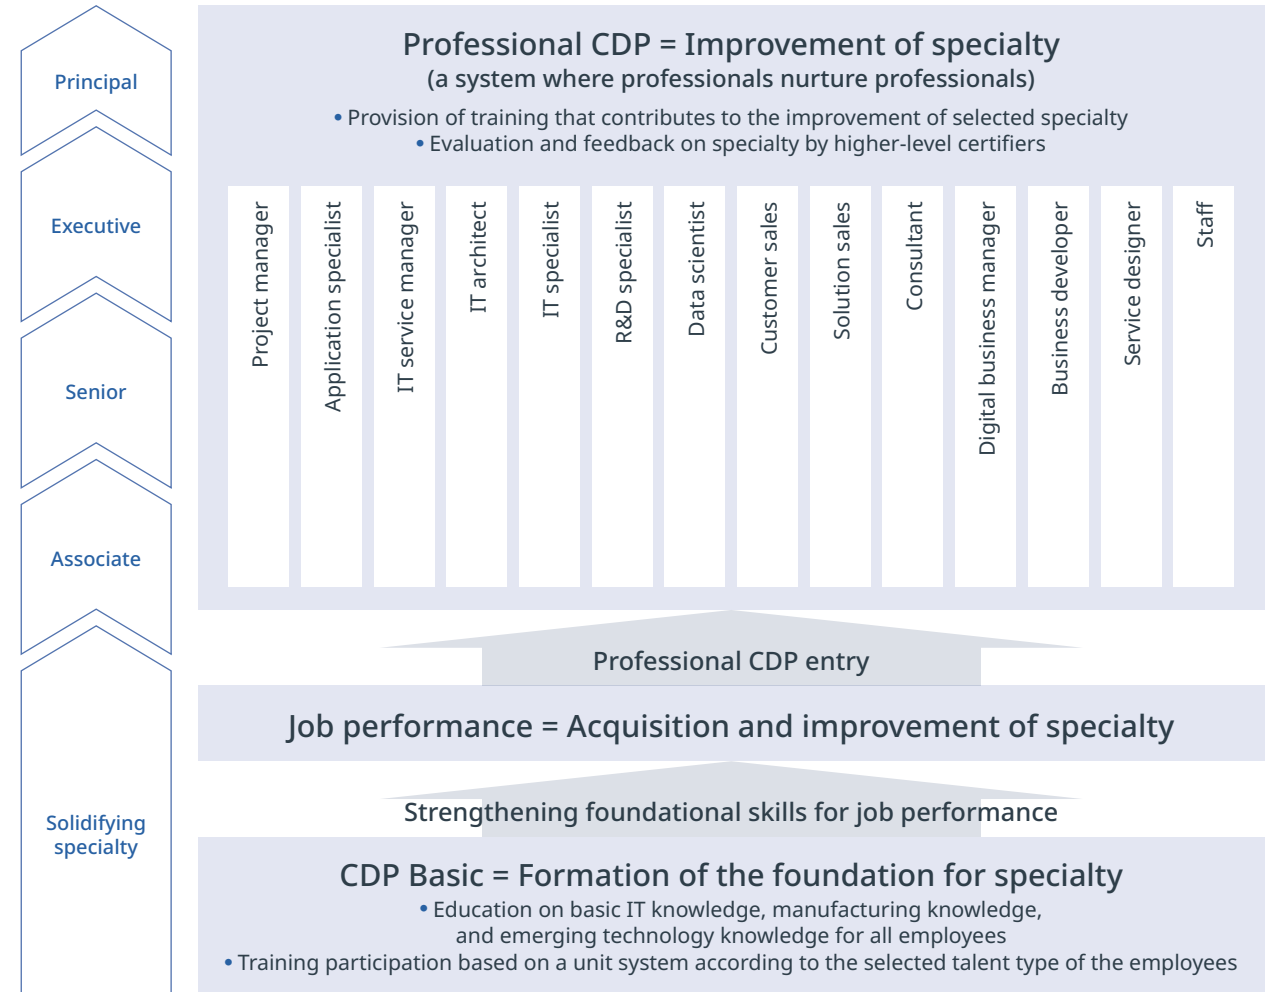 Principal
Executive
Senior
Associate
Solidifying
specialty
Professional CDP = Improvement of specialty
(a system where professionals nurture professionals)
• Provision of training that contributes to the improvement of selected specialty
• Evaluation and feedback on specialty by higher-level certifiers
Project manager
Application specialist
IT service manager
IT architect
IT specialist
R&D specialist
Data scientist
Customer sales
Solution sales
Consultant
Digital business manager
Business developer
Service designer
Staff
Professional CDP entry
Job performance = Acquisition and improvement of specialty
Strengthening foundational skills for job performance
CDP Basic = Formation of the foundation for specialty
• Education on basic IT knowledge, manufacturing knowledge,
and emerging technology knowledge for all employees
• Training participation based on a unit system according to the selected talent type of the employees